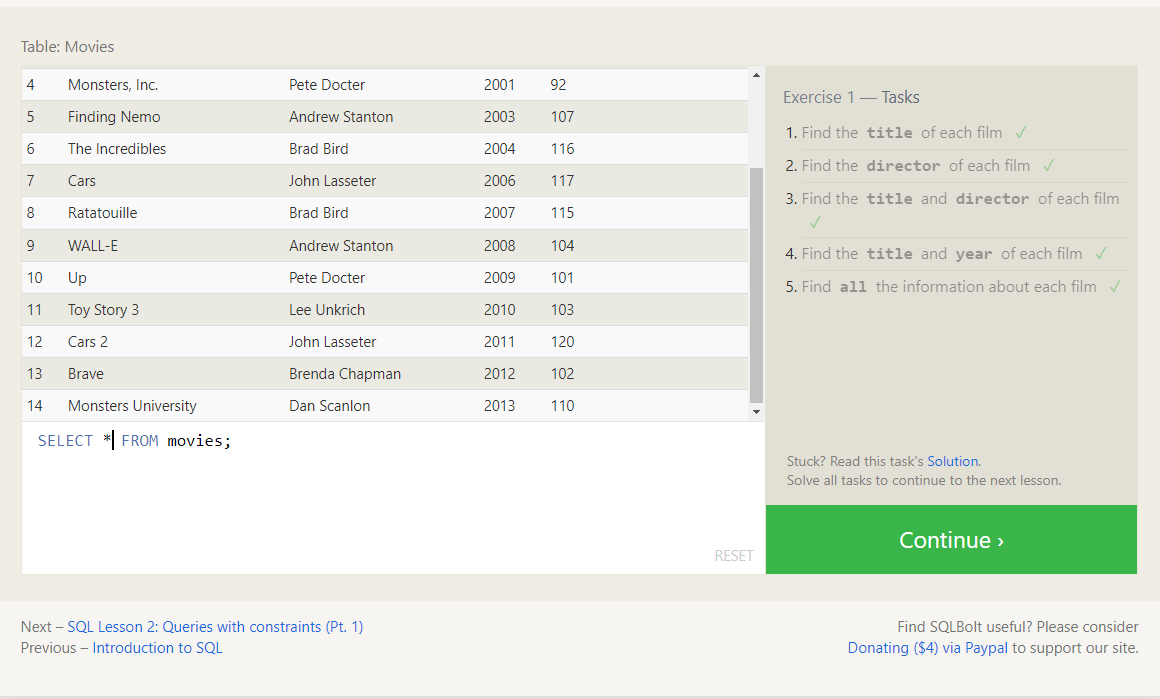 Table: Movies
4 Monsters, Inc. Pete Docter 2001 92
5 Finding Nemo Andrew Stanton 2003 107
6 The Incredibles Brad Bird 2004 116
7 Cars John Lasseter 2006 117
8 Ratatouille Brad Bird 2007 115
9 WALL-E Andrew Stanton 2008 104
10 Up Pete Docter 2009 101
11 Toy Story 3 Lee Unkrich 2010 103
12 Cars 2 John Lasseter 2011 120
13 Brave Brenda Chapman 2012 102
14 Monsters University Dan Scanlon 2013 110
SELECT * FROM movies;
RESET
Exercise 1 — Tasks
1. Find the title of each film ✓
2. Find the director of each film ✓
3. Find the title and director of each film
✓
4. Find the title and year of each film ✓
5. Find all the information about each film ✓
Stuck? Read this task's Solution.
Solve all tasks to continue to the next lesson.
Continue ›
Next – SQL Lesson 2: Queries with constraints (Pt. 1)
Previous – Introduction to SQL
Find SQLBolt useful? Please consider
Donating ($4) via Paypal to support our site.